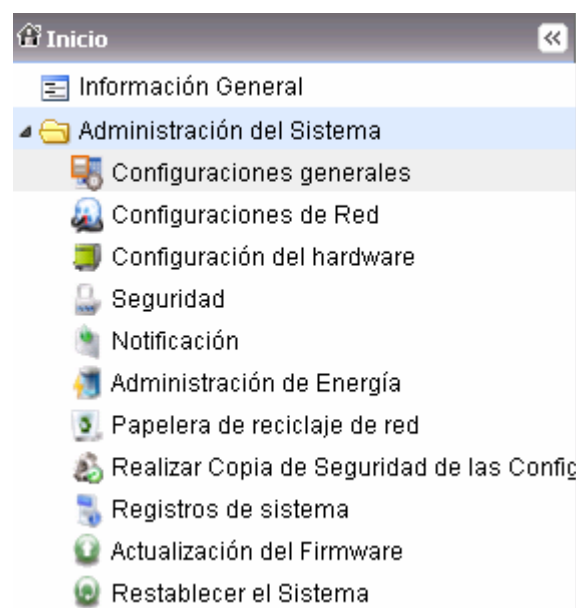 Inicio
Información General
Administración del Sistema
Configuraciones generales
Configuraciones de Red
Configuración del hardware
Seguridad
Notificación
Administración de Energía
Papelera de reciclaje de red
Realizar Copia de Seguridad de las Config
Registros de sistema
Actualización del Firmware
Restablecer el Sistema